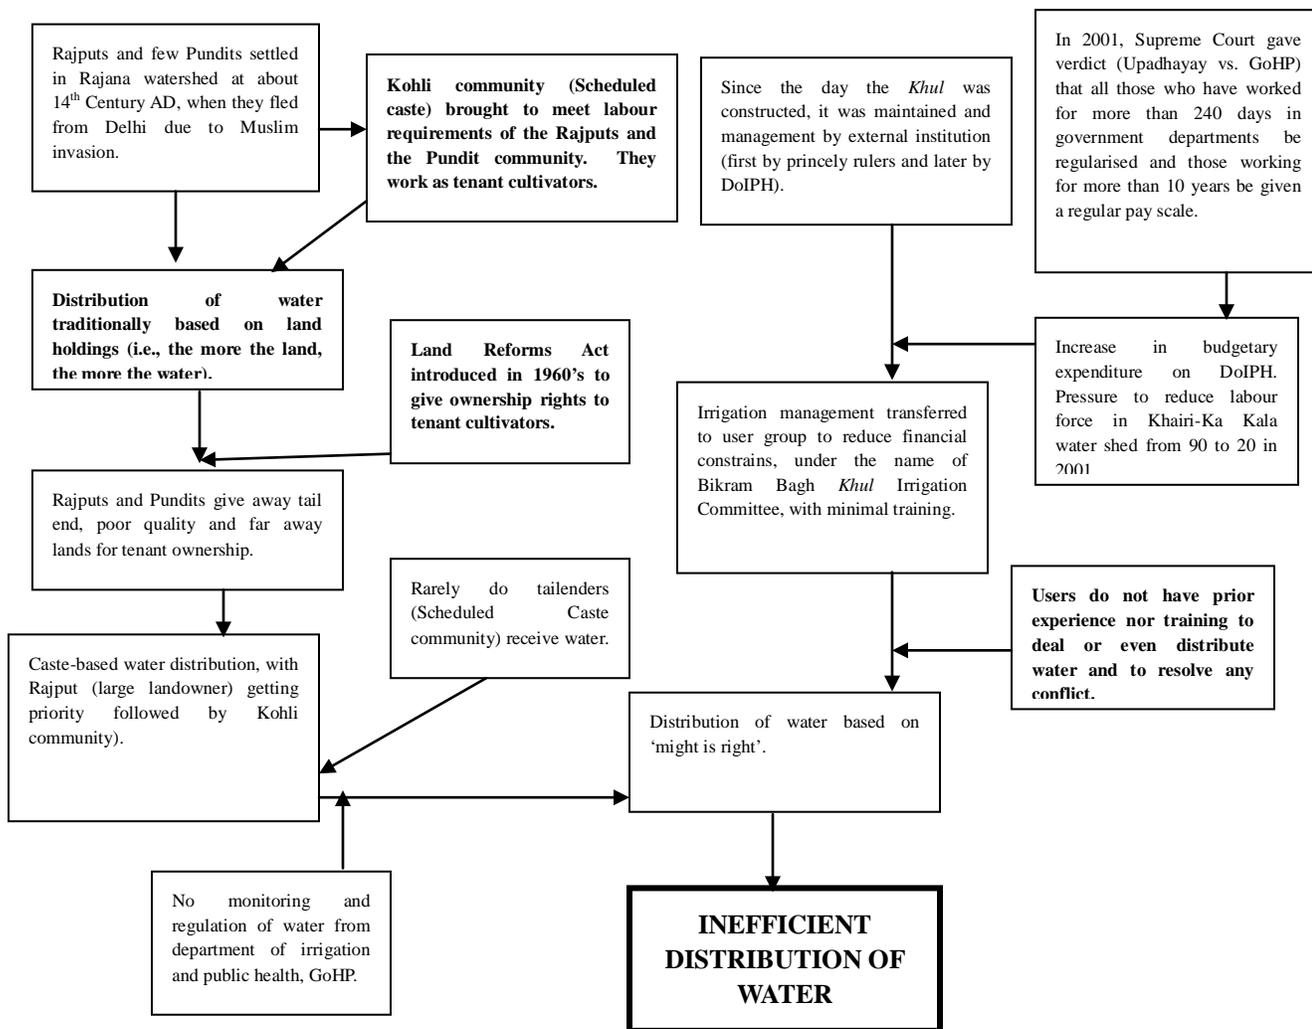 Rajputs and few Pundits settled
in Rajana watershed at about
14th Century AD, when they fled
from Delhi due to Muslim
invasion.
Kohli community (Scheduled
caste) brought to meet labour
requirements of the Rajputs and
the Pundit community. They
work as tenant cultivators.
Since the day the Khul was
constructed, it was maintained and
management by external institution
(first by princely rulers and later by
DoIPH).
In 2001, Supreme Court gave
verdict (Upadhayay vs. GoHP)
that all those who have worked
for more than 240 days in
government departments be
regularised and those working
for more than 10 years be given
a regular pay scale.
Distribution of water
traditionally based on land
holdings (i.e., the more the land,
the more the water).
Land Reforms Act
introduced in 1960's to
give ownership rights to
tenant cultivators.
Increase in budgetary
expenditure on DoIPH.
Pressure to reduce labour
force in Khairi-Ka Kala
water shed from 90 to 20 in
2001
Irrigation management transferred
to user group to reduce financial
constrains, under the name of
Bikram Bagh Khul Irrigation
Committee, with minimal training.
Rajputs and Pundits give away tail
end, poor quality and far away
lands for tenant ownership.
Rarely do tailenders
(Scheduled Caste
community) receive water.
Users do not have prior
experience nor training to
deal or even distribute
water and to resolve any
conflict.
Caste-based water distribution, with
Rajput (large landowner) getting
priority followed by Kohli
community).
Distribution of water based on
‘might is right’.
No monitoring and
regulation of water from
department of irrigation
and public health, GoHP.
INEFFICIENT
DISTRIBUTION OF
WATER